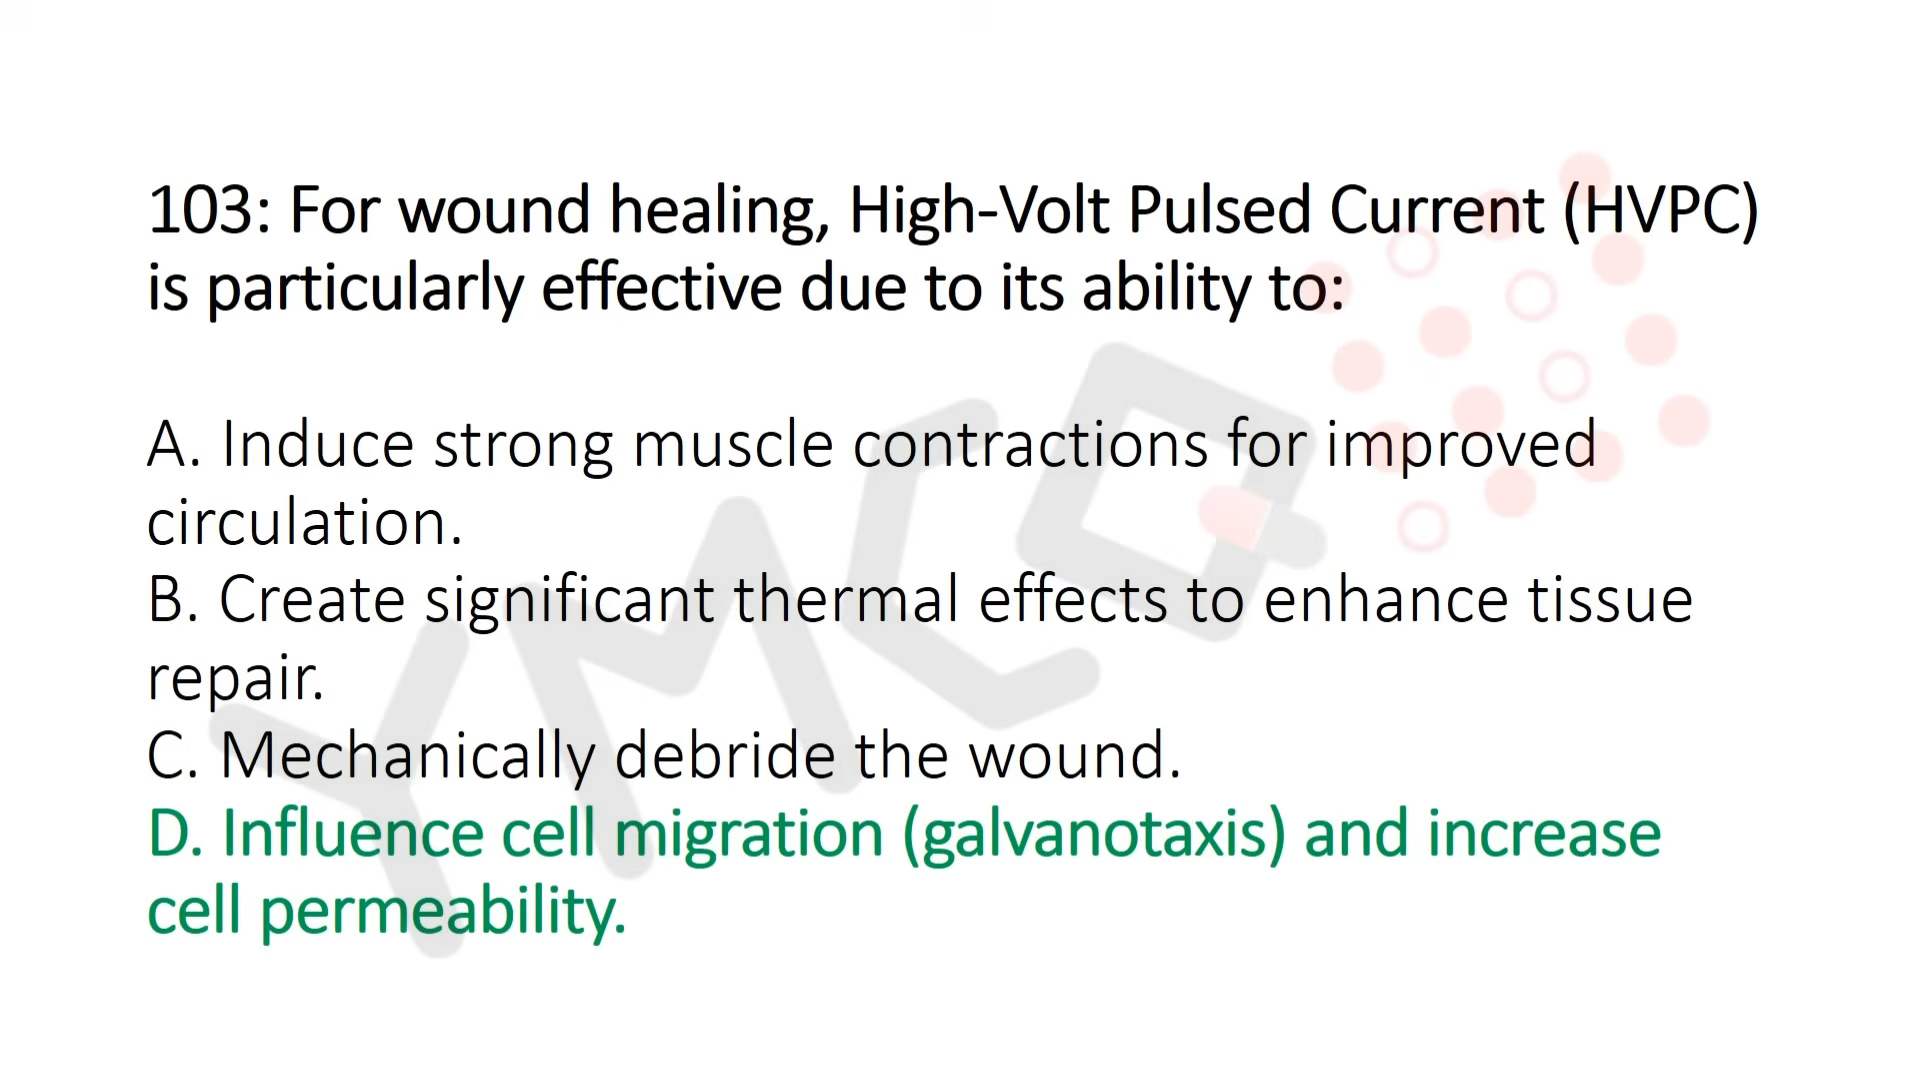 103: For wound healing, High-Volt Pulsed Current (HVPC)
is particularly effective due to its ability to:
A. Induce strong muscle contractions for improved
circulation.
B. Create significant thermal effects to enhance tissue
repair.
C. Mechanically debride the wound.
D. Influence cell migration (galvanotaxis) and increase
cell permeability.
YMCQ